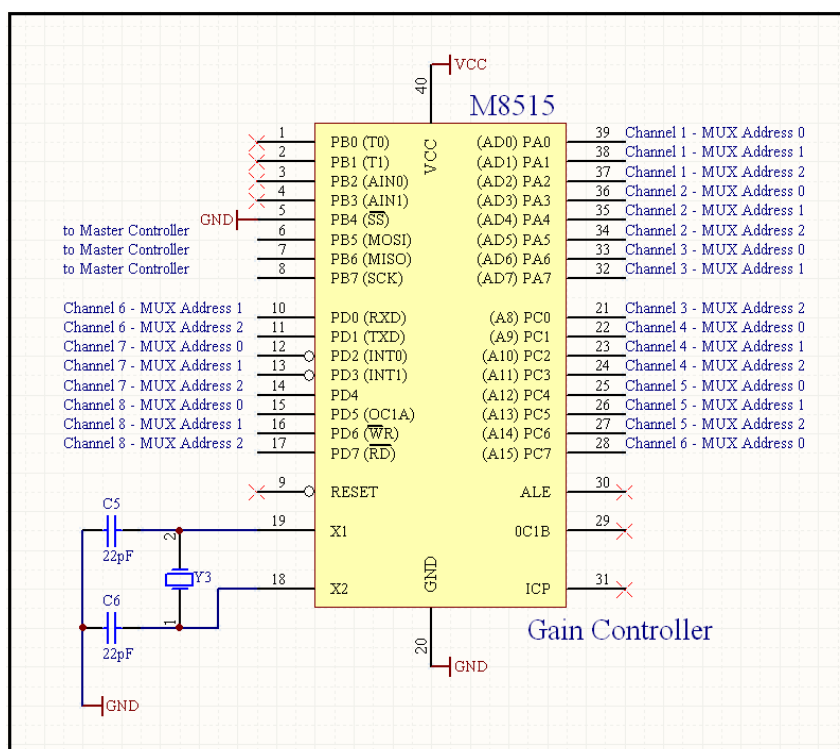 VCC
40
M8515
1 PB0 (T0) VCC (AD0) PA0 39 Channel 1 - MUX Address 0
2 PB1 (T1) (AD1) PA1 38 Channel 1 - MUX Address 1
3 PB2 (AIN0) (AD2) PA2 37 Channel 1 - MUX Address 2
4 PB3 (AIN1) (AD3) PA3 36 Channel 2 - MUX Address 0
GND 5 PB4 (SS) (AD4) PA4 35 Channel 2 - MUX Address 1
to Master Controller 6 PB5 (MOSI) (AD5) PA5 34 Channel 2 - MUX Address 2
to Master Controller 7 PB6 (MISO) (AD6) PA6 33 Channel 3 - MUX Address 0
to Master Controller 8 PB7 (SCK) (AD7) PA7 32 Channel 3 - MUX Address 1
Channel 6 - MUX Address 1 10 PD0 (RXD) (A8) PC0 21 Channel 3 - MUX Address 2
Channel 6 - MUX Address 2 11 PD1 (TXD) (A9) PC1 22 Channel 4 - MUX Address 0
Channel 7 - MUX Address 0 12 PD2 (INT0) (A10) PC2 23 Channel 4 - MUX Address 1
Channel 7 - MUX Address 1 13 PD3 (INT1) (A11) PC3 24 Channel 4 - MUX Address 2
Channel 7 - MUX Address 2 14 PD4 (A12) PC4 25 Channel 5 - MUX Address 0
Channel 8 - MUX Address 0 15 PD5 (OC1A) (A13) PC5 26 Channel 5 - MUX Address 1
Channel 8 - MUX Address 1 16 PD6 (WR) (A14) PC6 27 Channel 5 - MUX Address 2
Channel 8 - MUX Address 2 17 PD7 (RD) (A15) PC7 28 Channel 6 - MUX Address 0
9 RESET ALE 30
C5
22pF
2
19 X1 0C1B 29
Y3
C6
22pF
1
18 X2 GND ICP 31
20
Gain Controller
GND
GND